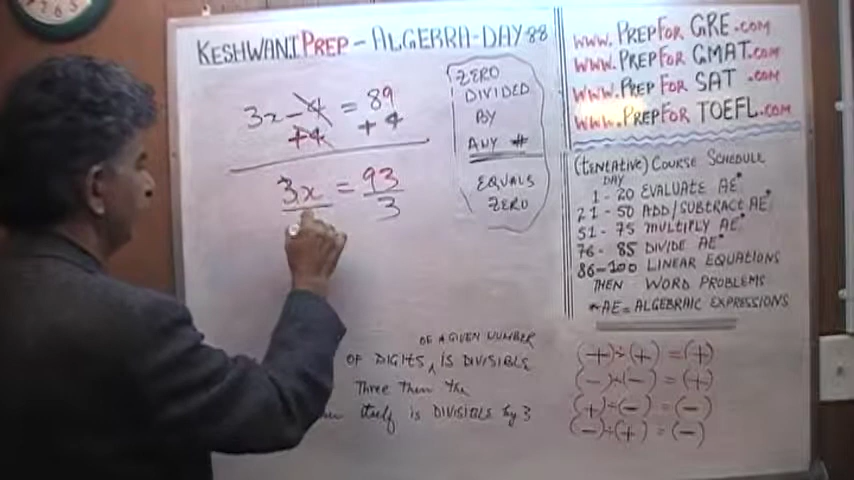 KESHWANI PREP - ALGEBRA - DAY-88
3x - 4 = 89
+4 + 4
3x = 93
3
ZERO
DIVIDED
BY
ANY #
EQUALS
ZERO
OF A GIVEN NUMBER
OF DIGITS, IS DIVISIBLE
Three then the
itself is DIVISIBLE by 3
www.PREPFOR GRE.com
www.PREPFOR GMAT.com
www.PREP FOR SAT .com
www.PREPFOR TOEFL.com
(TENTATIVE) COURSE SCHEDULE
DAY
1 - 20 EVALUATE AE*
21 - 50 ADD/SUBTRACT AE*
51 - 75 MULTIPLY AE*
76 - 85 DIVIDE AE*
86-100 LINEAR EQUATIONS
THEN WORD PROBLEMS
*AE = ALGEBRAIC EXPRESSIONS
(+)÷(+) = (+)
(-)÷(-) = (+)
(+)÷(-) = (-)
(-)÷(+) = (-)